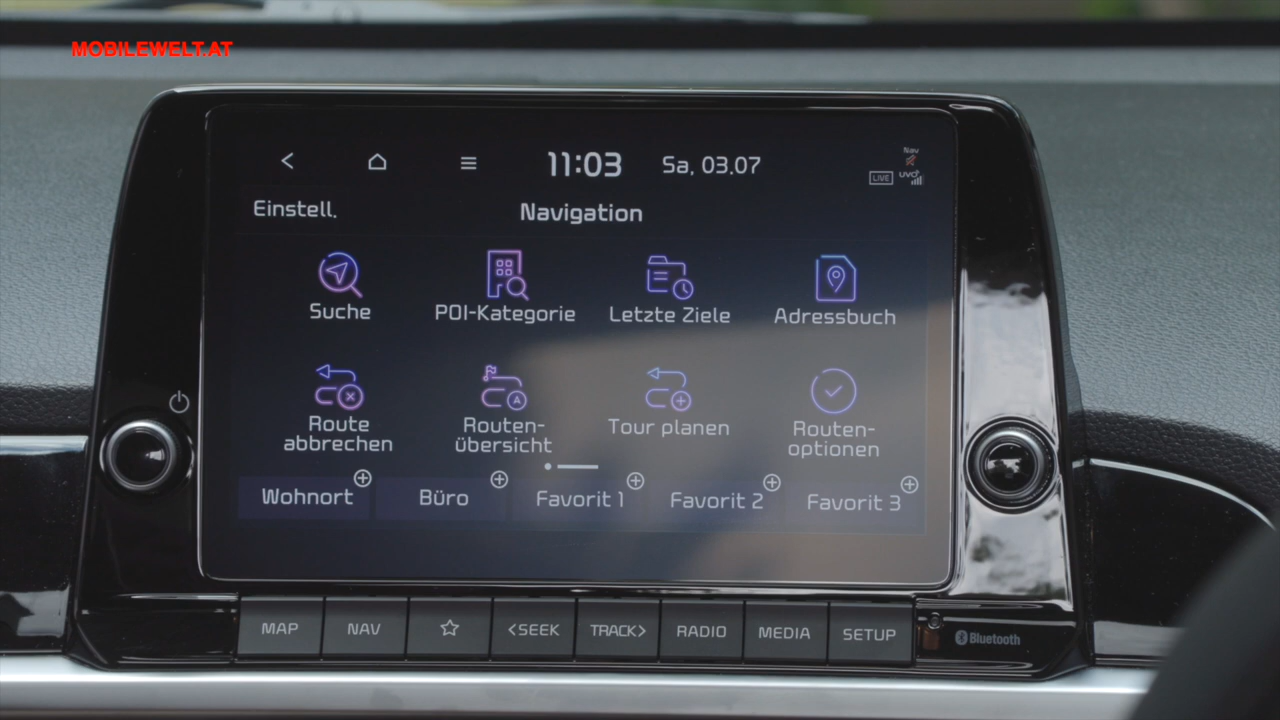 MOBILEWELT.AT
11:03 Sa, 03.07
Nav
LIVE UVO
Einstell. Navigation
Suche POI-Kategorie Letzte Ziele Adressbuch
Route abbrechen
Routen-
übersicht
Tour planen
Routen-
optionen
Wohnort Büro Favorit 1 Favorit 2 Favorit 3
MAP NAV <SEEK TRACK> RADIO MEDIA SETUP
Bluetooth